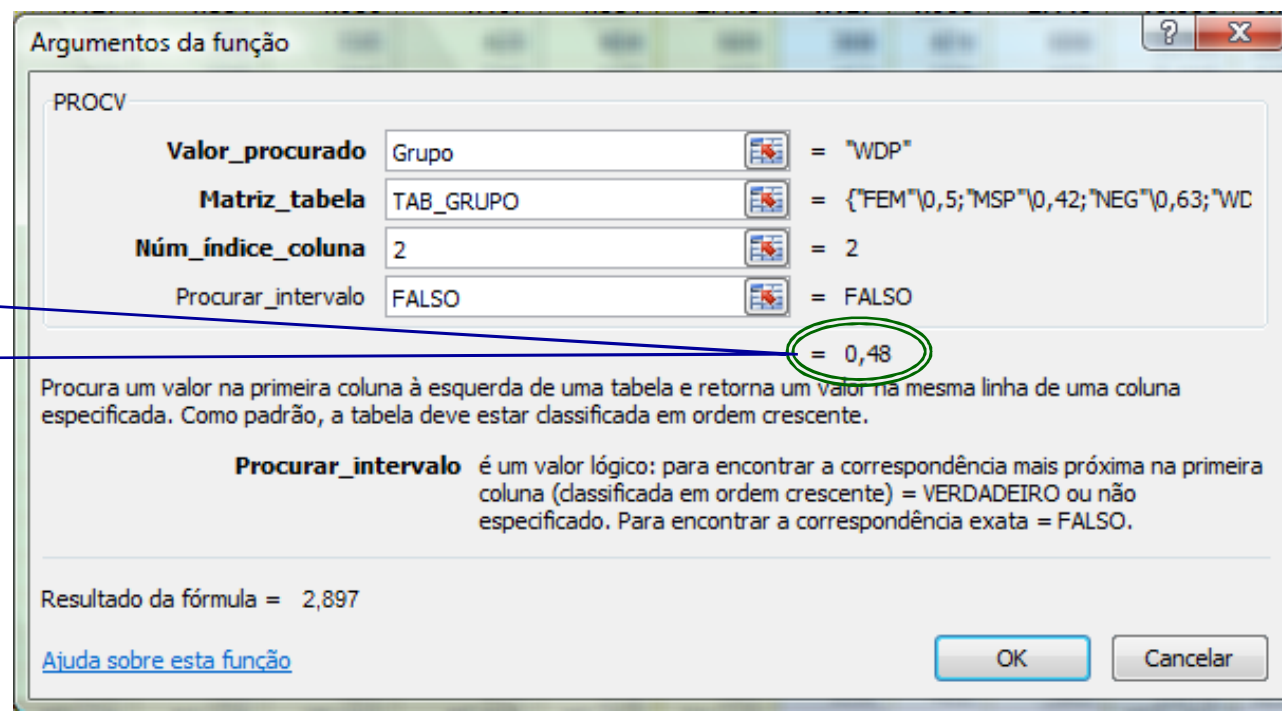 Argumentos da função
PROCV
Valor_procurado Grupo = "WDP"
Matriz_tabela TAB_GRUPO = {"FEM"\0,5;"MSP"\0,42;"NEG"\0,63;"WD
Núm_índice_coluna 2 = 2
Procurar_intervalo FALSO = FALSO
= 0,48
Procura um valor na primeira coluna à esquerda de uma tabela e retorna um valor na mesma linha de uma coluna
especificada. Como padrão, a tabela deve estar classificada em ordem crescente.
Procurar_intervalo é um valor lógico: para encontrar a correspondência mais próxima na primeira
coluna (classificada em ordem crescente) = VERDADEIRO ou não
especificado. Para encontrar a correspondência exata = FALSO.
Resultado da fórmula = 2,897
Ajuda sobre esta função OK Cancelar